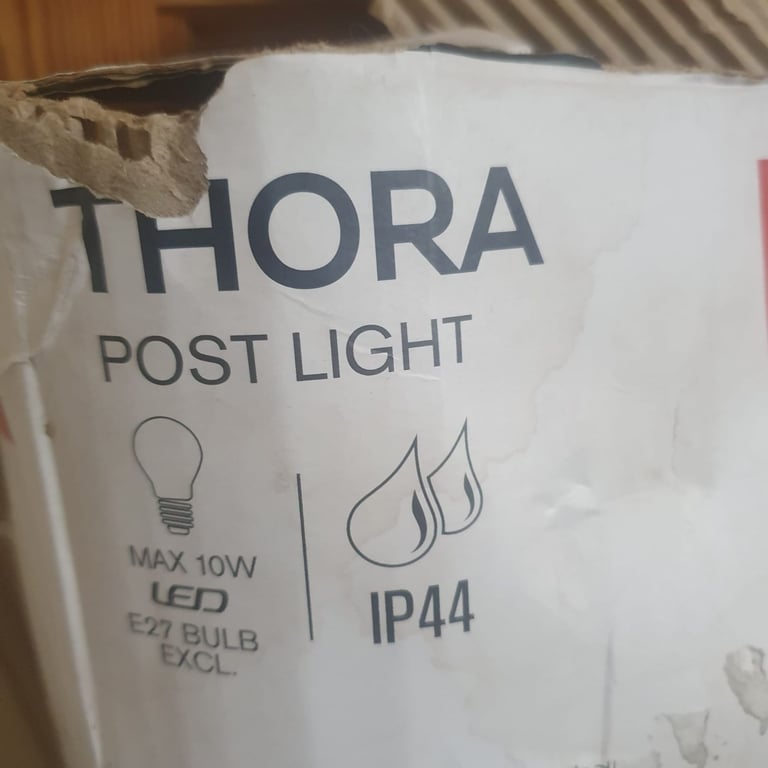 THORA
POST LIGHT
MAX 10W
LED
E27 BULB
EXCL.
IP44